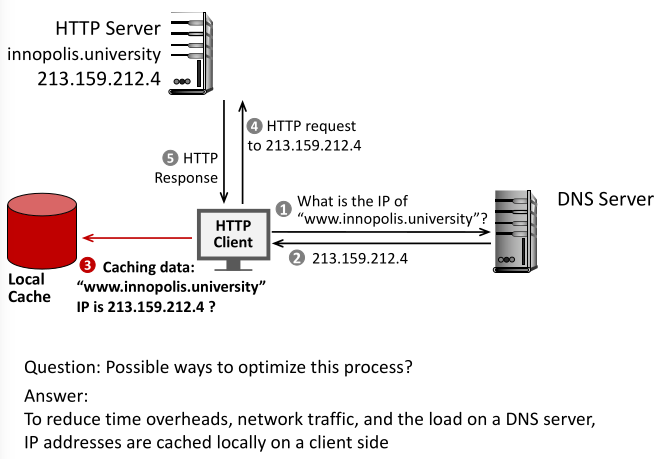 HTTP Server
innopolis.university
213.159.212.4
4 HTTP request
to 213.159.212.4
5 HTTP
Response
1 What is the IP of
“www.innopolis.university”?
DNS Server
HTTP
Client
2 213.159.212.4
3 Caching data:
“www.innopolis.university”
IP is 213.159.212.4 ?
Local
Cache
Question: Possible ways to optimize this process?
Answer:
To reduce time overheads, network traffic, and the load on a DNS server,
IP addresses are cached locally on a client side